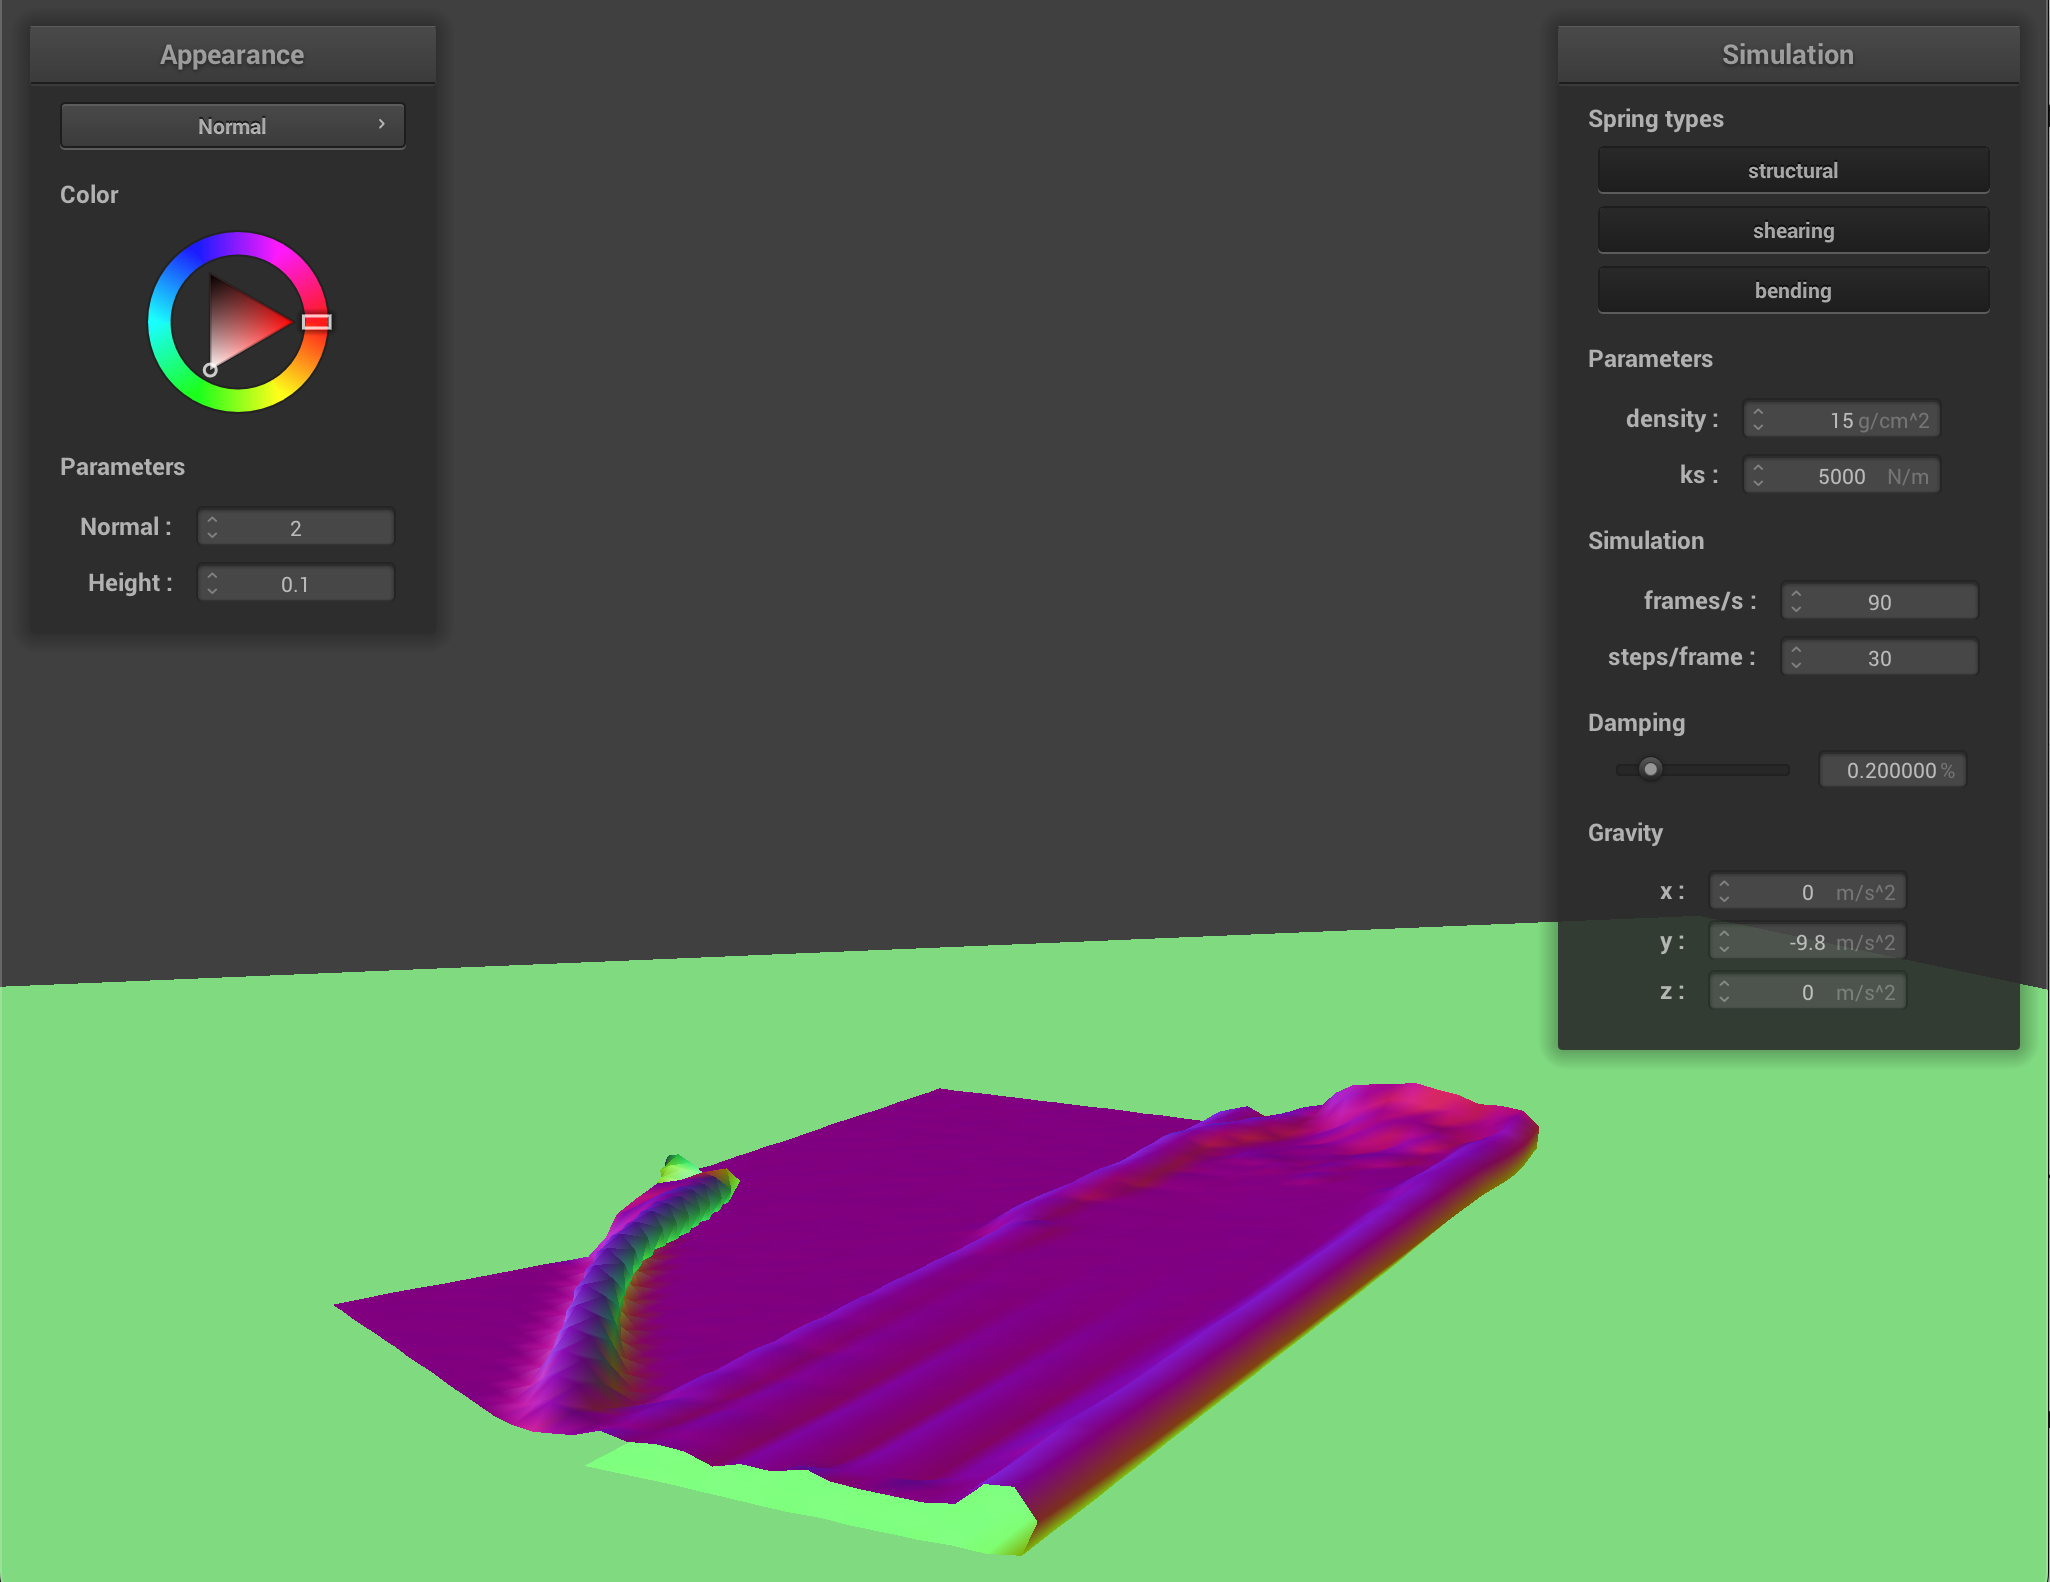 Appearance
Normal
Color
Parameters
Normal : 2
Height : 0.1
Simulation
Spring types
structural
shearing
bending
Parameters
density : 15 g/cm^2
ks : 5000 N/m
Simulation
frames/s : 90
steps/frame : 30
Damping
0.200000 %
Gravity
x : 0 m/s^2
y : -9.8 m/s^2
z : 0 m/s^2